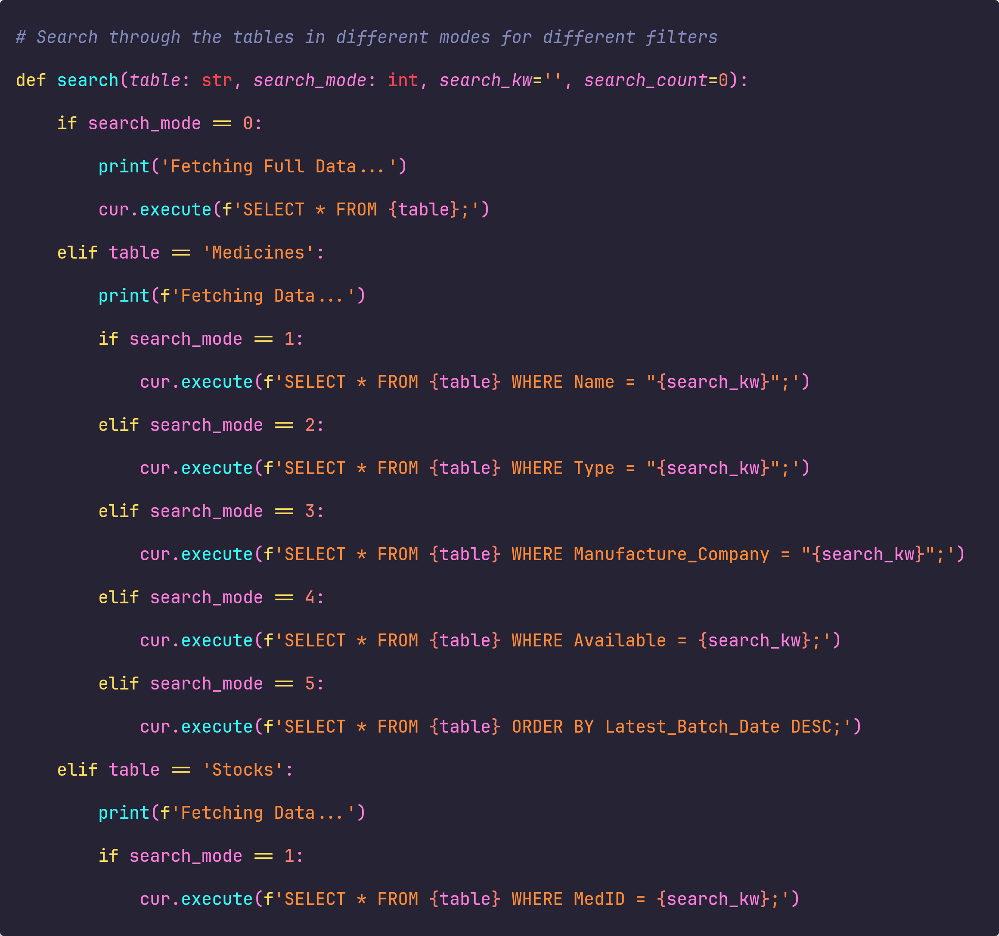 # Search through the tables in different modes for different filters
def search(table: str, search_mode: int, search_kw='', search_count=0):
    if search_mode == 0:
        print('Fetching Full Data...')
        cur.execute(f'SELECT * FROM {table};')
    elif table == 'Medicines':
        print(f'Fetching Data...')
        if search_mode == 1:
            cur.execute(f'SELECT * FROM {table} WHERE Name = "{search_kw}";')
        elif search_mode == 2:
            cur.execute(f'SELECT * FROM {table} WHERE Type = "{search_kw}";')
        elif search_mode == 3:
            cur.execute(f'SELECT * FROM {table} WHERE Manufacture_Company = "{search_kw}";')
        elif search_mode == 4:
            cur.execute(f'SELECT * FROM {table} WHERE Available = {search_kw};')
        elif search_mode == 5:
            cur.execute(f'SELECT * FROM {table} ORDER BY Latest_Batch_Date DESC;')
    elif table == 'Stocks':
        print(f'Fetching Data...')
        if search_mode == 1:
            cur.execute(f'SELECT * FROM {table} WHERE MedID = {search_kw};')